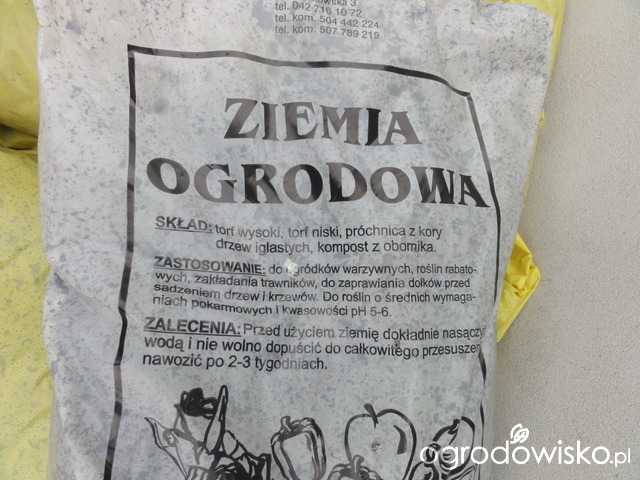 tel. 042 716 10 72
tel. kom. 504 442 224
tel. kom. 507 789 219
ZIEMIA
OGRODOWA
SKŁAD: torf wysoki, torf niski, próchnica z kory
drzew iglastych, kompost z obornika.
ZASTOSOWANIE: do ogródków warzywnych, roślin rabato-
wych, zakładania trawników, do zaprawiania dołków przed
sadzeniem drzew i krzewów. Do roślin o średnich wymaga-
niach pokarmowych i kwasowości pH 5-6.
ZALECENIA: Przed użyciem ziemię dokładnie nasączyć
wodą i nie wolno dopuścić do całkowitego przesuszen
nawozić po 2-3 tygodniach.
ogrodowisko.pl